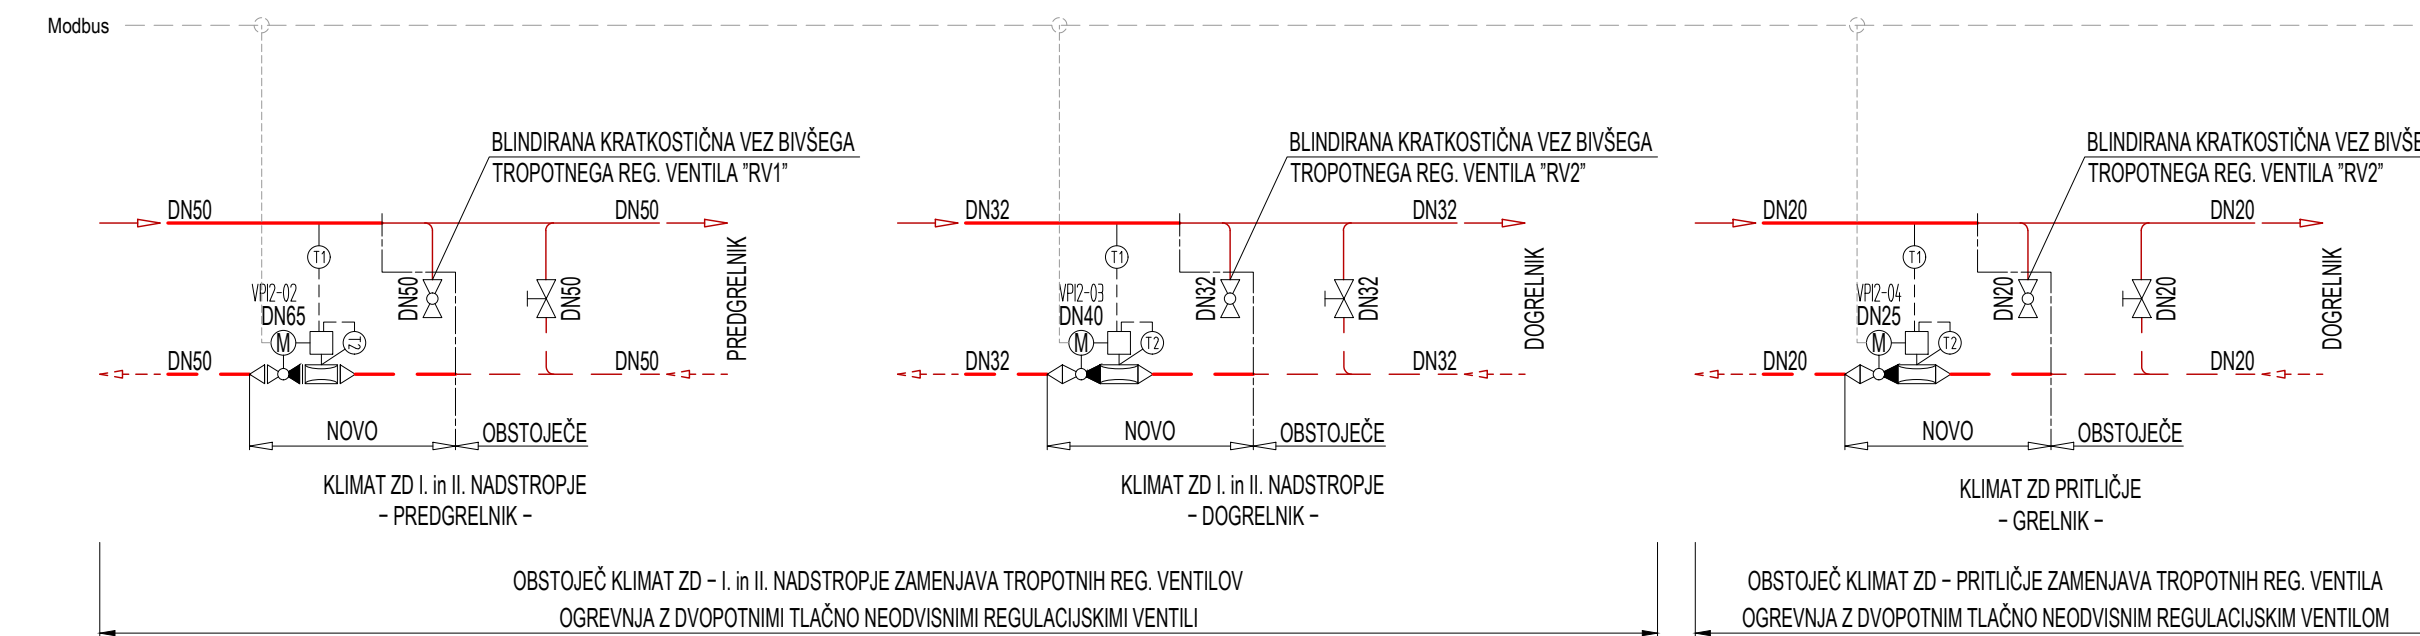 Modbus
BLINDIRANA KRATKOSTIČNA VEZ BIVŠEGA
TROPOTNEGA REG. VENTILA "RV1"
DN50
DN50
T1
PREDGRELNIK
VPI2-02
DN65
DN50
DN50
M
T2
DN50
DN50
NOVO
OBSTOJEČE
KLIMAT ZD I. in II. NADSTROPJE
– PREDGRELNIK –
BLINDIRANA KRATKOSTIČNA VEZ BIVŠEGA
TROPOTNEGA REG. VENTILA "RV2"
DN32
DN32
T1
DOGRELNIK
VPI2-03
DN40
DN32
DN32
M
T2
DN32
DN32
NOVO
OBSTOJEČE
KLIMAT ZD I. in II. NADSTROPJE
– DOGRELNIK –
OBSTOJEČ KLIMAT ZD – I. in II. NADSTROPJE ZAMENJAVA TROPOTNIH REG. VENTILOV
OGREVNJA Z DVOPOTNIMI TLAČNO NEODVISNIMI REGULACIJSKIMI VENTILI
BLINDIRANA KRATKOSTIČNA VEZ BIVŠE
TROPOTNEGA REG. VENTILA "RV2"
DN20
DN20
T1
DOGRELNIK
VPI2-04
DN25
DN20
DN20
M
T2
DN20
DN20
NOVO
OBSTOJEČE
KLIMAT ZD PRITLIČJE
– GRELNIK –
OBSTOJEČ KLIMAT ZD – PRITLIČJE ZAMENJAVA TROPOTNIH REG. VENTILA
OGREVNJA Z DVOPOTNIM TLAČNO NEODVISNIM REGULACIJSKIM VENTILOM